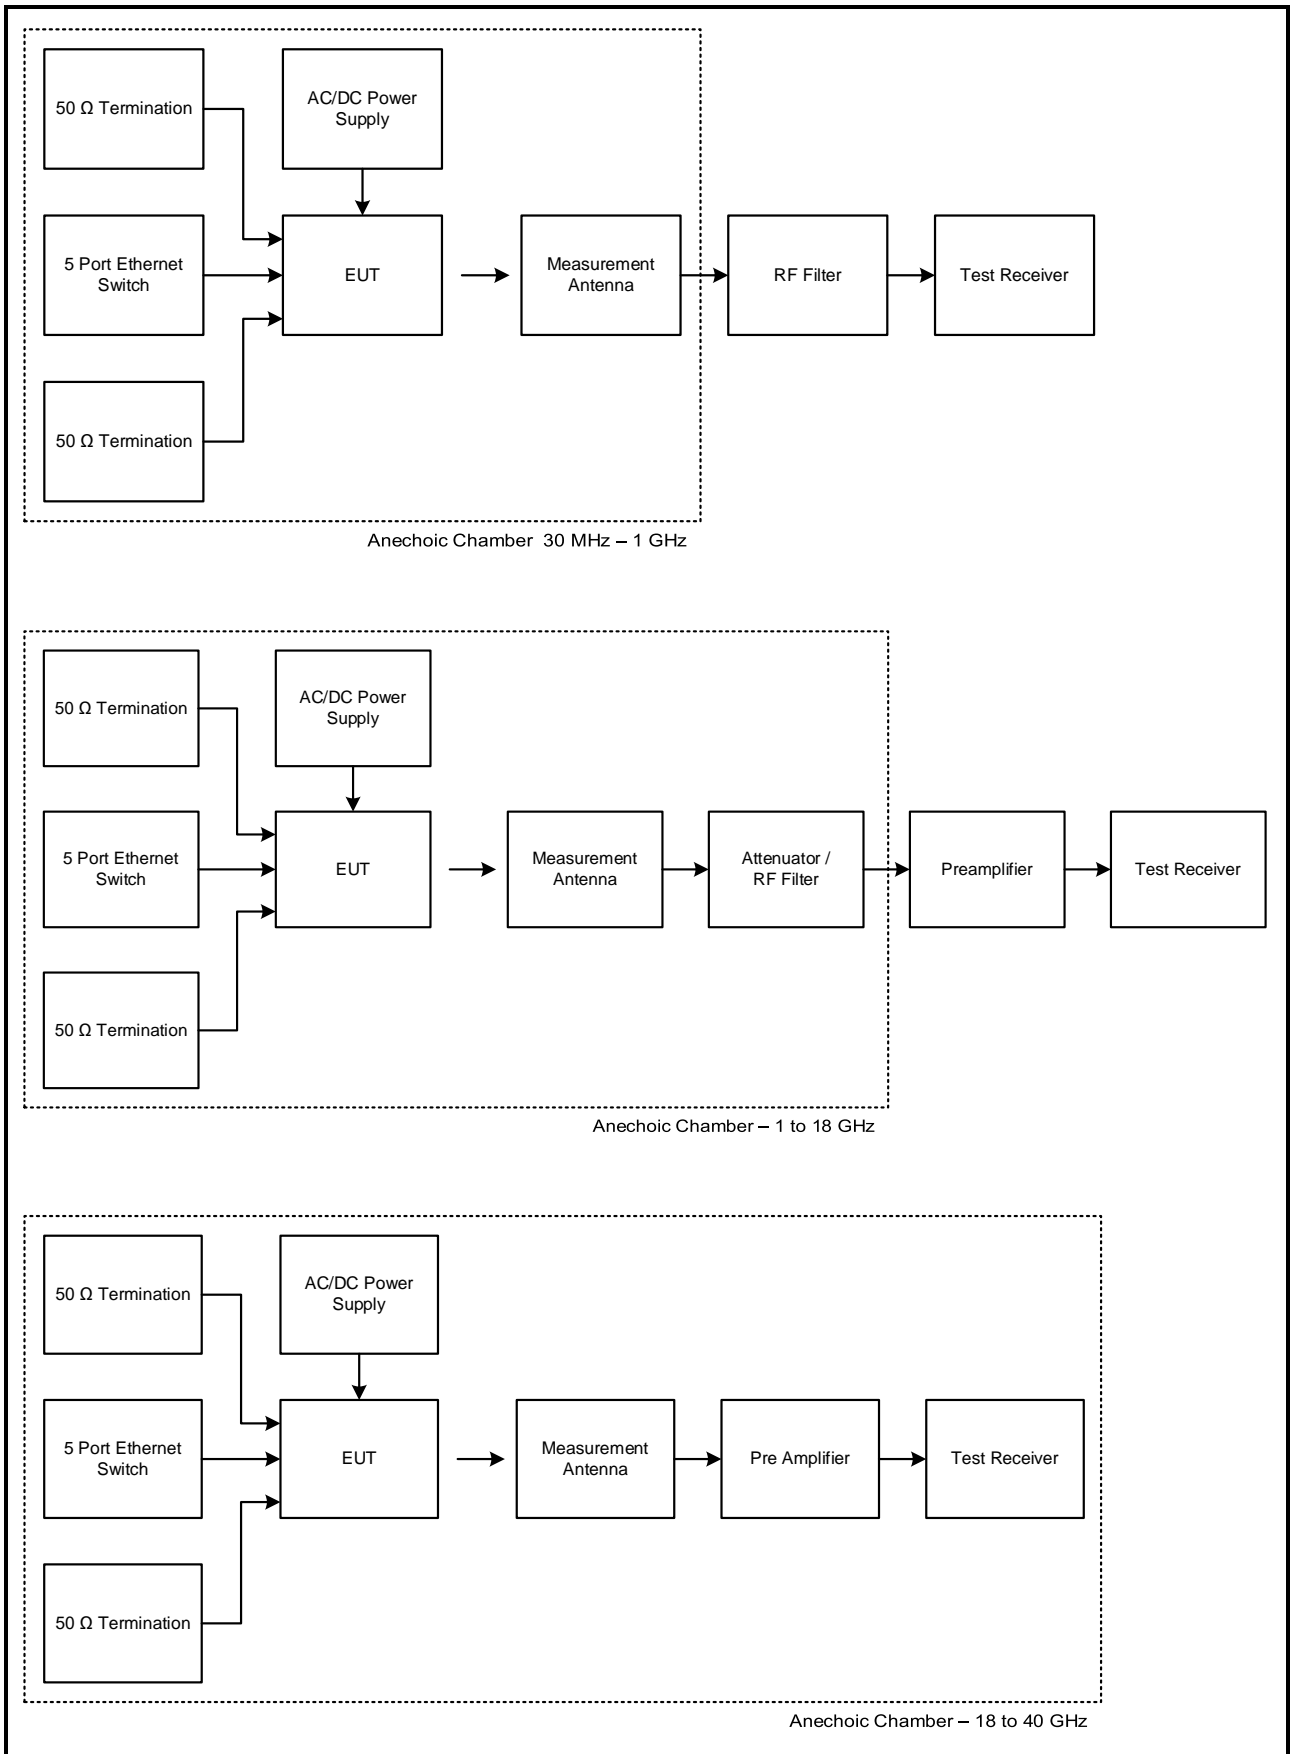 50 Ω Termination
AC/DC Power
Supply
5 Port Ethernet
Switch
EUT
Measurement
Antenna
RF Filter
Test Receiver
50 Ω Termination
Anechoic Chamber  30 MHz – 1 GHz
50 Ω Termination
AC/DC Power
Supply
5 Port Ethernet
Switch
EUT
Measurement
Antenna
Attenuator /
RF Filter
Preamplifier
Test Receiver
50 Ω Termination
Anechoic Chamber – 1 to 18 GHz
50 Ω Termination
AC/DC Power
Supply
5 Port Ethernet
Switch
EUT
Measurement
Antenna
Pre Amplifier
Test Receiver
50 Ω Termination
Anechoic Chamber – 18 to 40 GHz